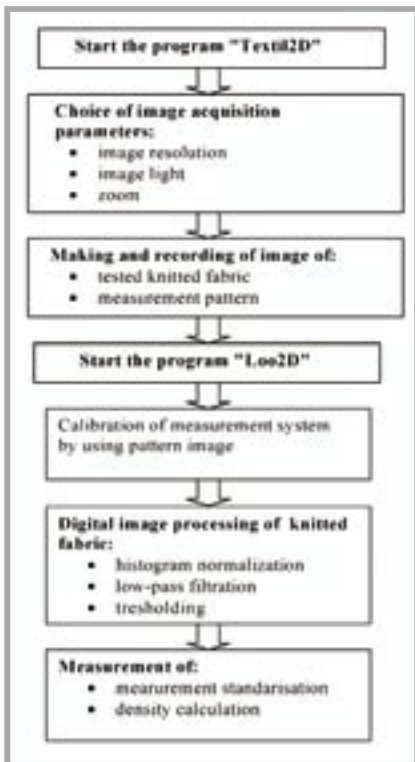 Start the program "Textil2D"
Choice of image acquisition
parameters:
• image resolution
• image light
• zoom
Making and recording of image of:
• tested knitted fabric
• measurement pattern
Start the program "Loo2D"
Calibration of measurement system
by using pattern image
Digital image processing of knitted
fabric:
• histogram normalization
• low-pass filtration
• tresholding
Measurement of:
• mearurement standarisation
• density calculation